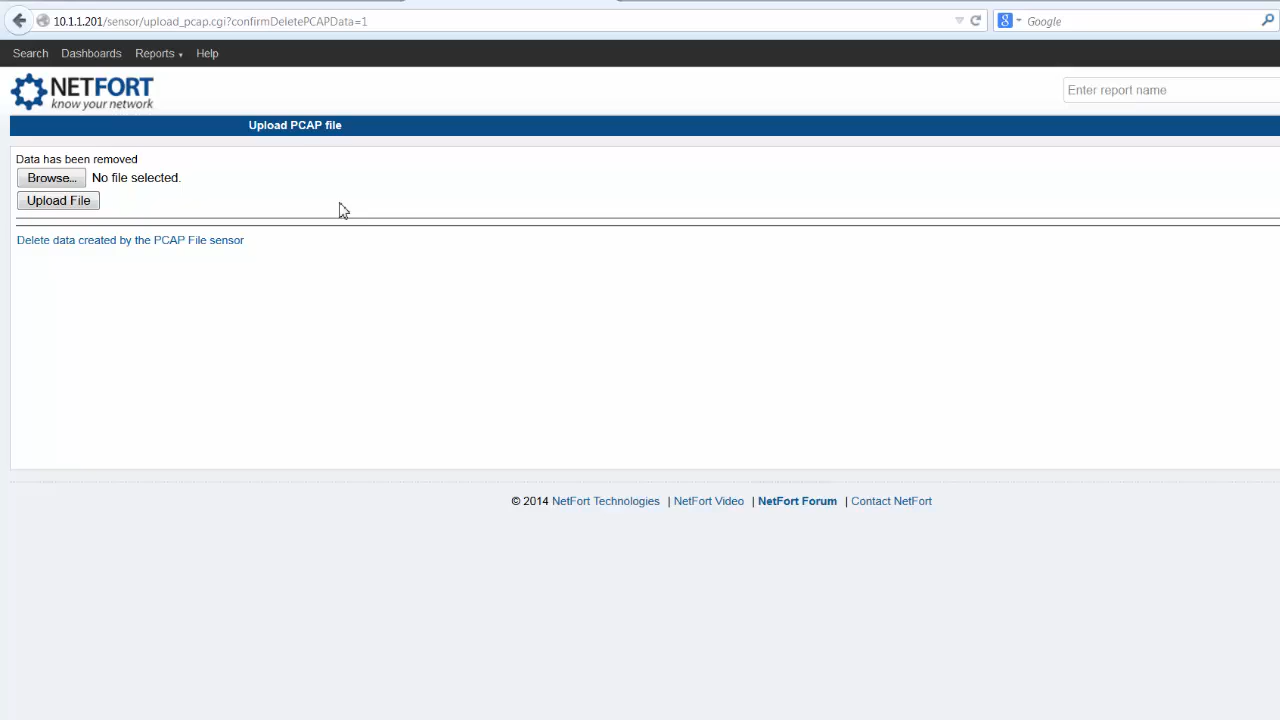 10.1.1.201/sensor/upload_pcap.cgi?confirmDeletePCAPData=1
8 Google
Search Dashboards Reports Help
NETFORT
know your network
Enter report name
Upload PCAP file
Data has been removed
Browse... No file selected.
Upload File
Delete data created by the PCAP File sensor
© 2014 NetFort Technologies | NetFort Video | NetFort Forum | Contact NetFort